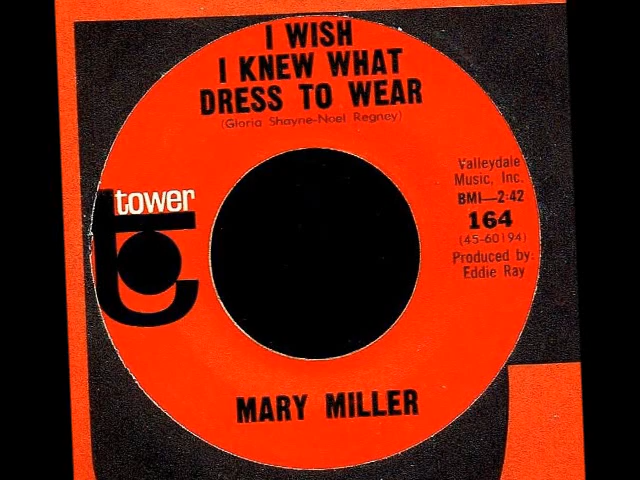 I WISH
I KNEW WHAT
DRESS TO WEAR
(Gloria Shayne-Noel Regney)
Valleydale
Music, Inc.
BMI—2:42
164
(45-60194)
Produced by:
Eddie Ray
tower
MARY MILLER